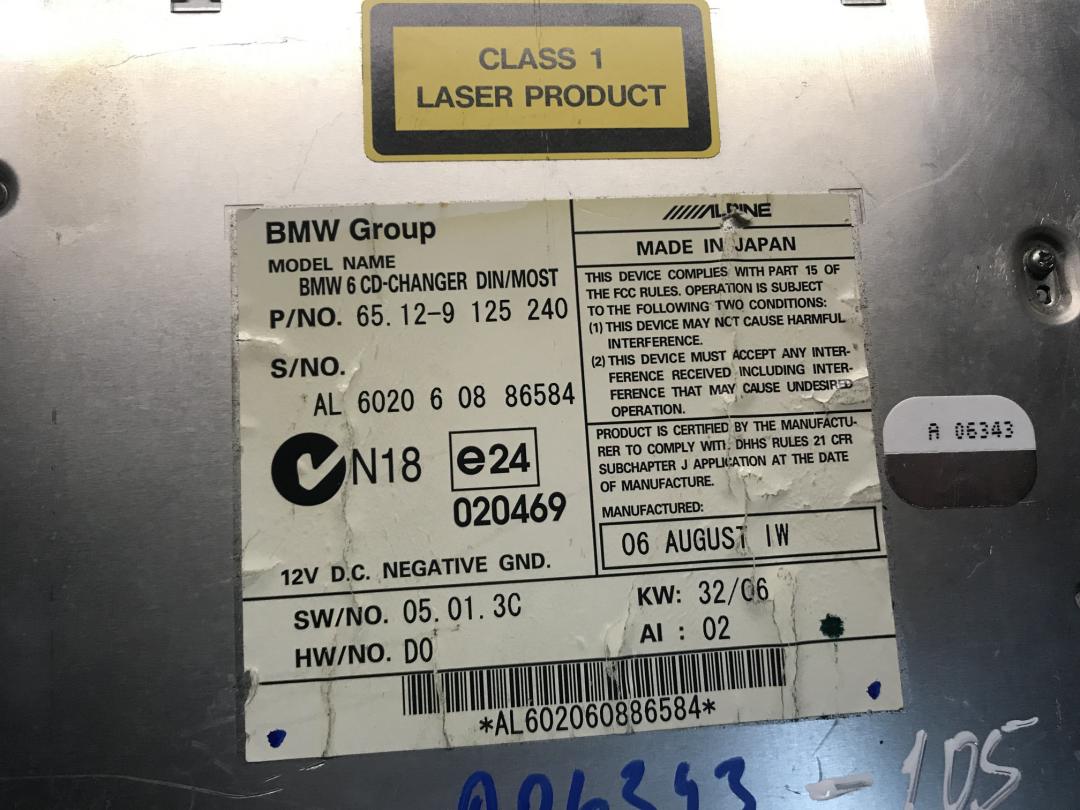 CLASS 1
LASER PRODUCT
BMW Group
MODEL NAME
BMW 6 CD-CHANGER DIN/MOST
P/NO. 65.12-9 125 240
S/NO.
AL 6020 6 08 86584
N18
e24
020469
12V D.C. NEGATIVE GND.
ALPINE
MADE IN JAPAN
THIS DEVICE COMPLIES WITH PART 15 OF
THE FCC RULES. OPERATION IS SUBJECT
TO THE FOLLOWING TWO CONDITIONS:
(1) THIS DEVICE MAY NOT CAUSE HARMFUL
INTERFERENCE.
(2) THIS DEVICE MUST ACCEPT ANY INTER-
FERENCE RECEIVED INCLUDING INTER-
FERENCE THAT MAY CAUSE UNDESIRED
OPERATION.
PRODUCT IS CERTIFIED BY THE MANUFACTU-
RER TO COMPLY WITH DHHS RULES 21 CFR
SUBCHAPTER J APPLICATION AT THE DATE
OF MANUFACTURE.
MANUFACTURED:
06 AUGUST IW
SW/NO. 05.01.3C
HW/NO. D0
KW: 32/06
AI : 02
*AL602060886584*
A 06343
A06343 - 105